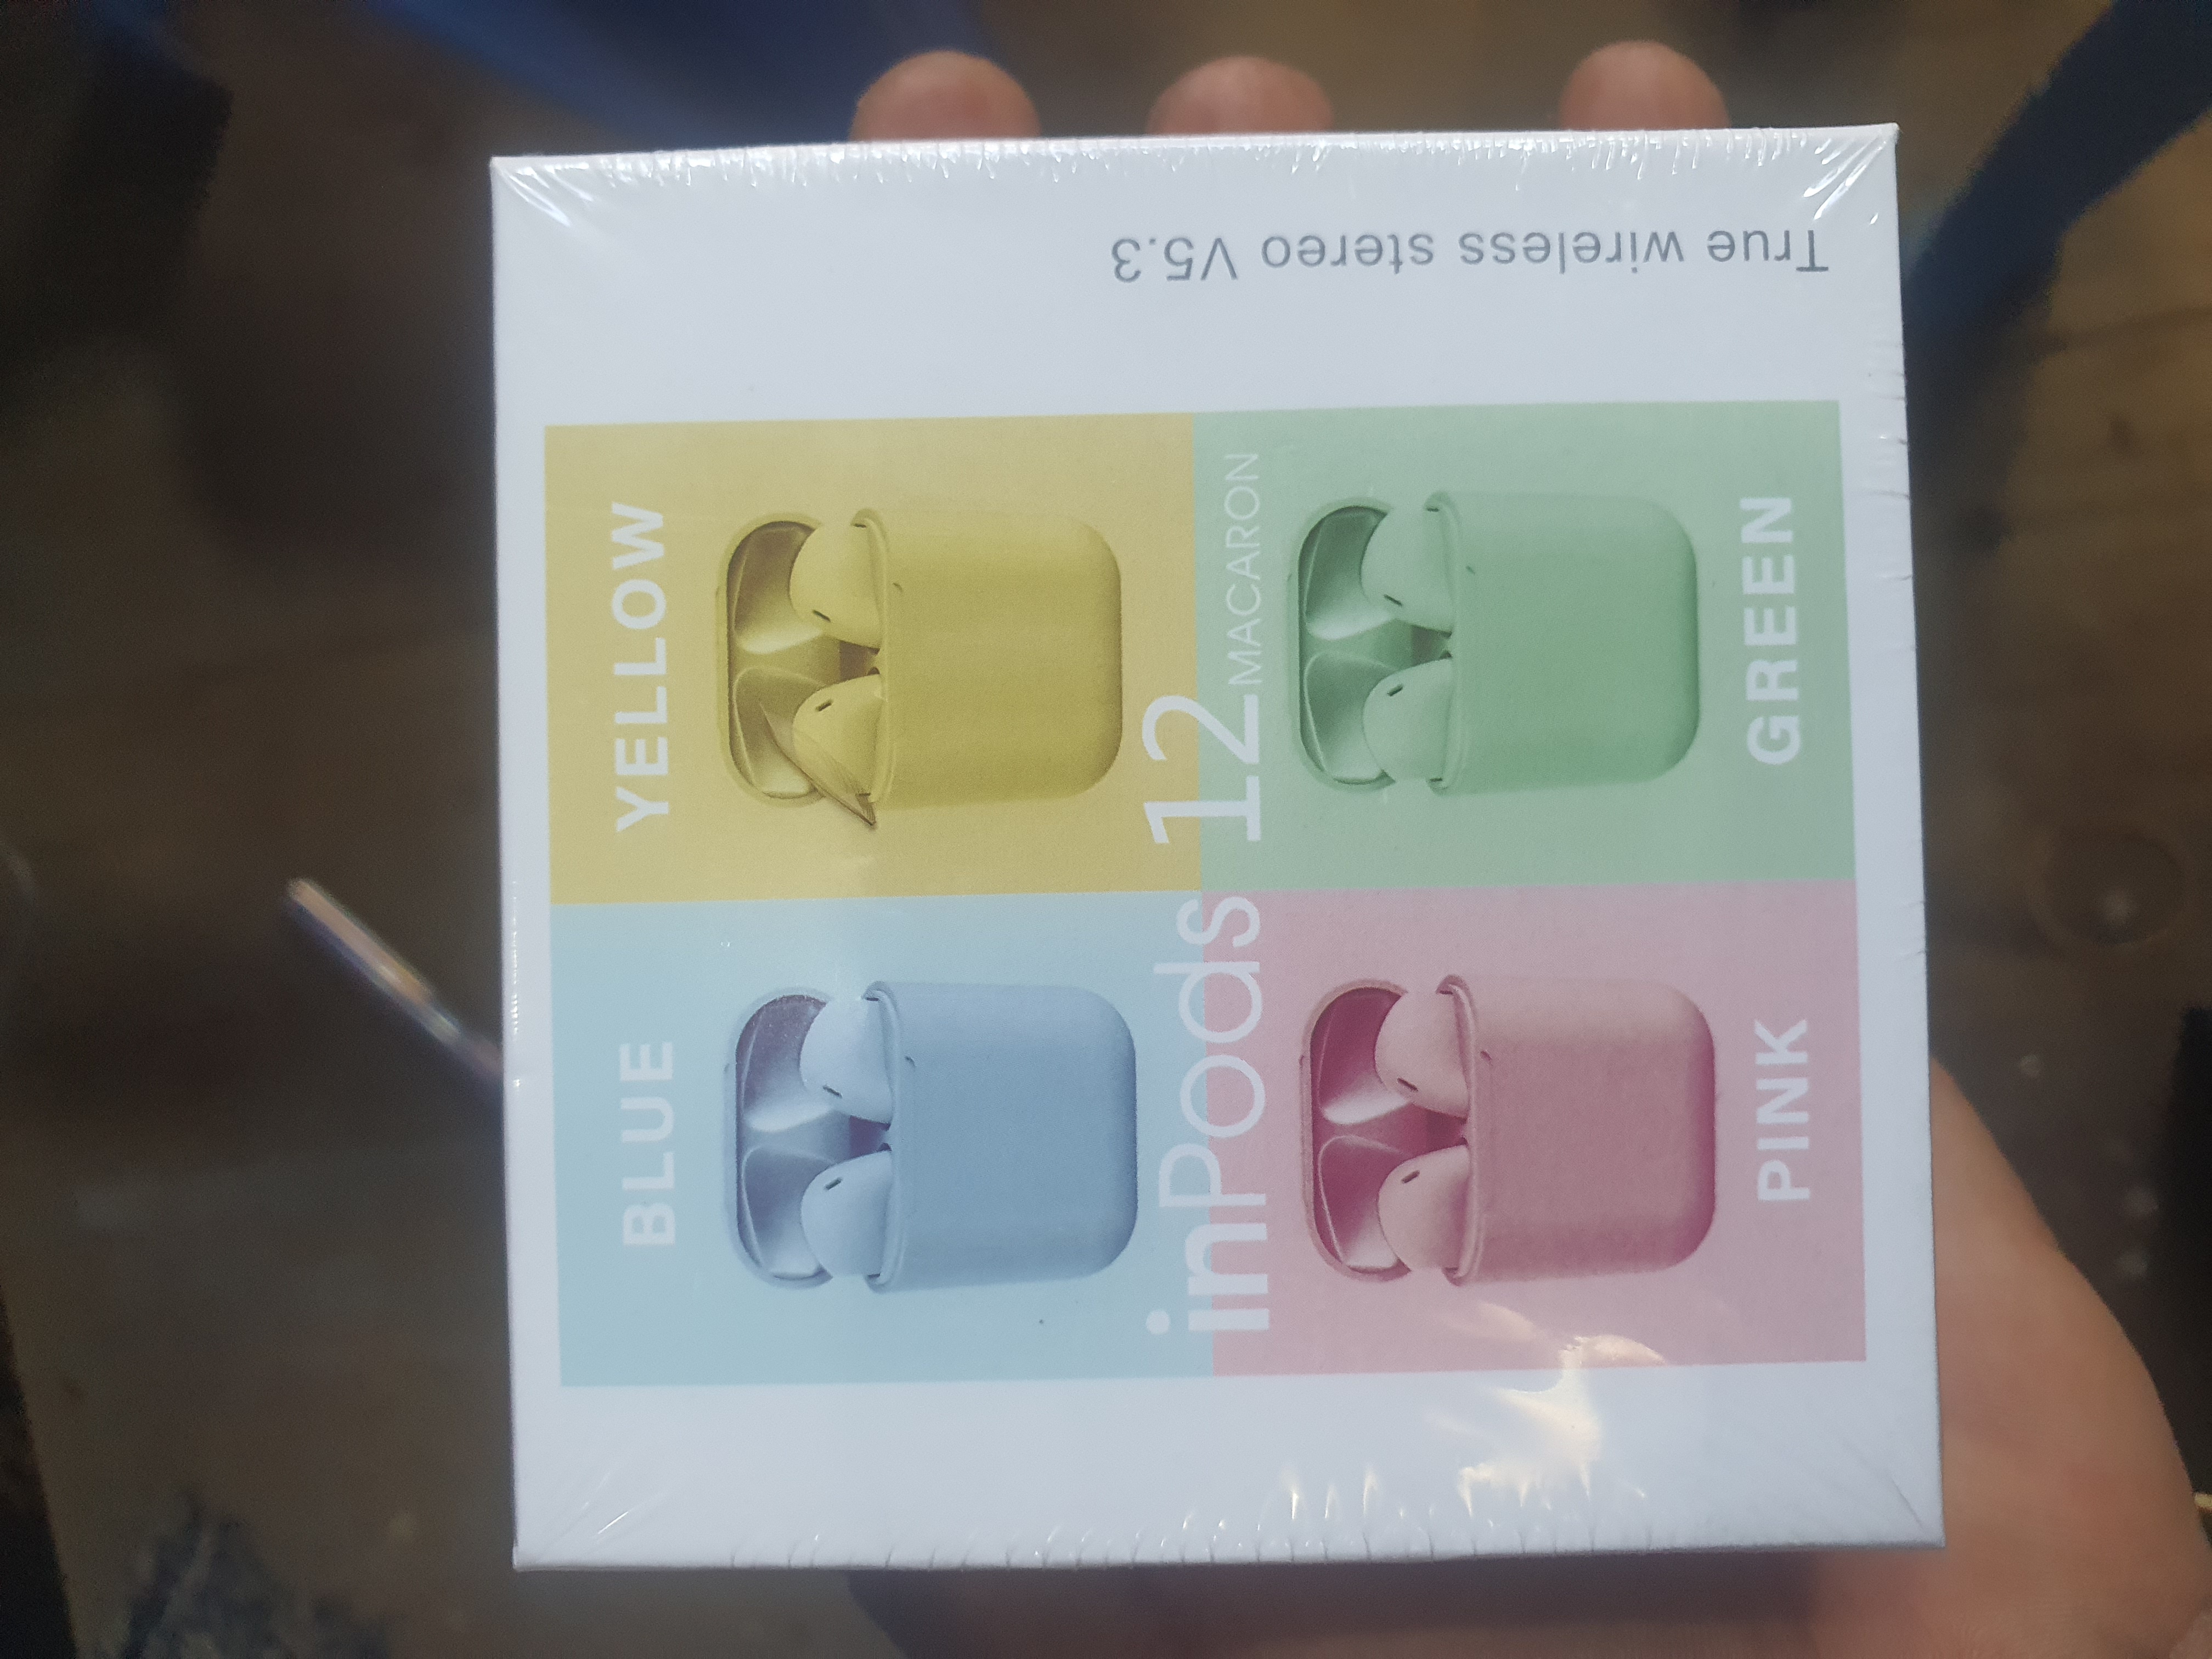 True wireless stereo V5.3
YELLOW
BLUE
inPods 12 MACARON
GREEN
PINK